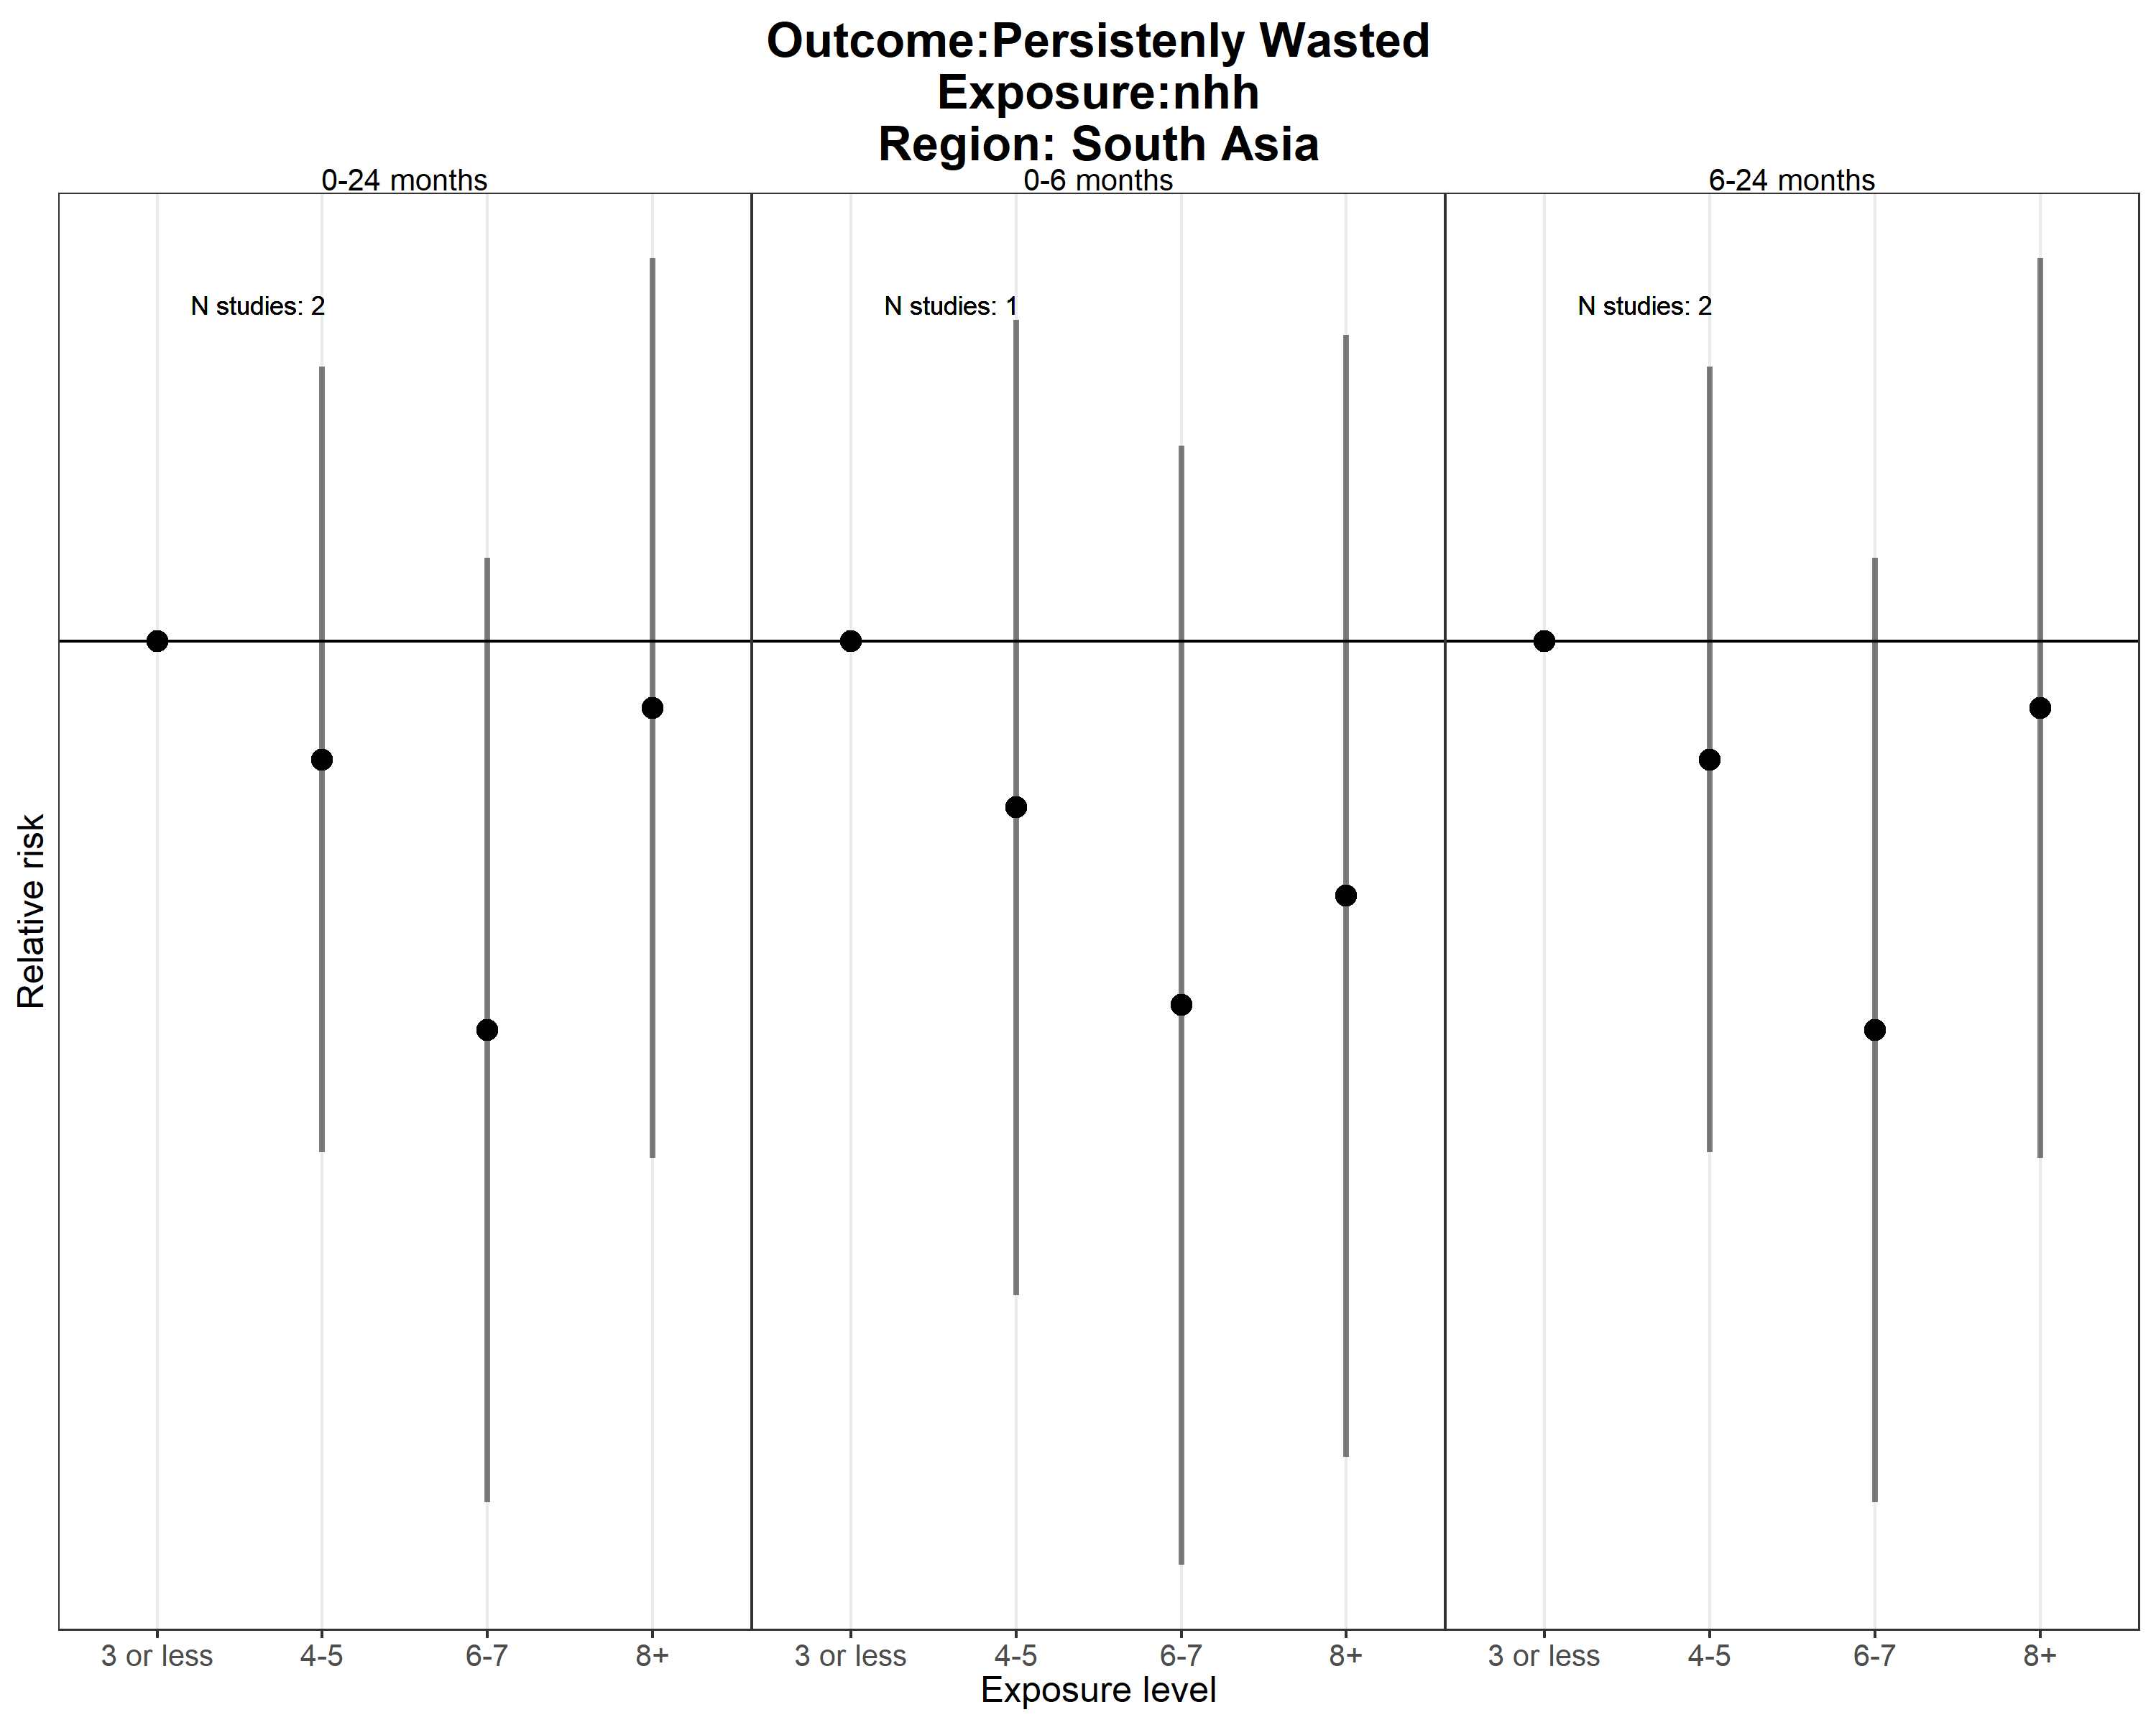 Outcome:Persistenly Wasted
Exposure:nhh
Region: South Asia
0-24 months
0-6 months
6-24 months
N studies: 2
N studies: 1
N studies: 2
Relative risk
3 or less
4-5
6-7
8+
3 or less
4-5
6-7
8+
3 or less
4-5
6-7
8+
Exposure level